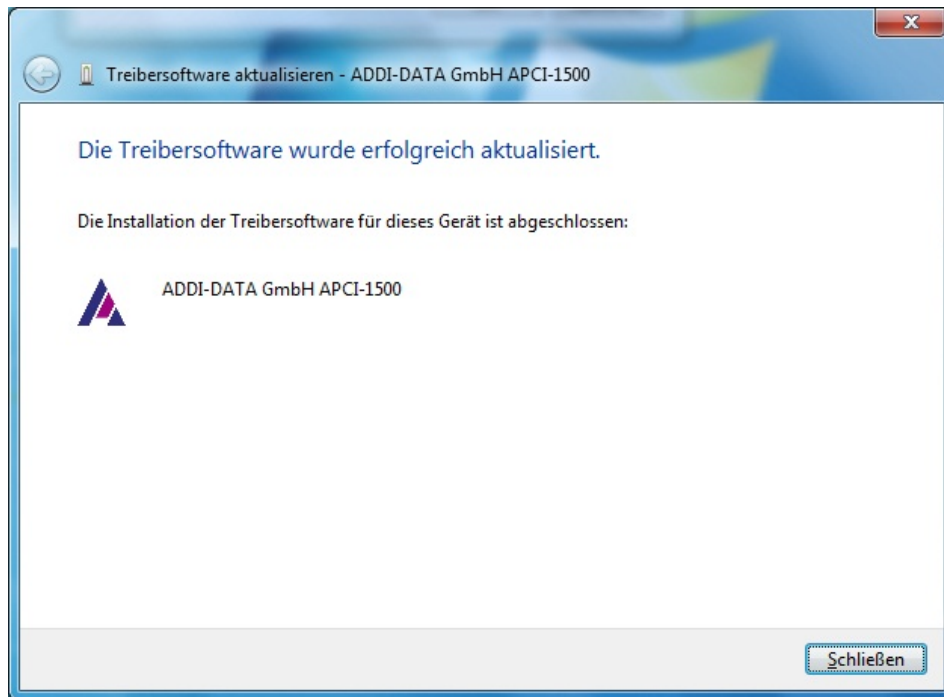 Treibersoftware aktualisieren - ADDI-DATA GmbH APCI-1500
Die Treibersoftware wurde erfolgreich aktualisiert.
Die Installation der Treibersoftware für dieses Gerät ist abgeschlossen:
ADDI-DATA GmbH APCI-1500
Schließen